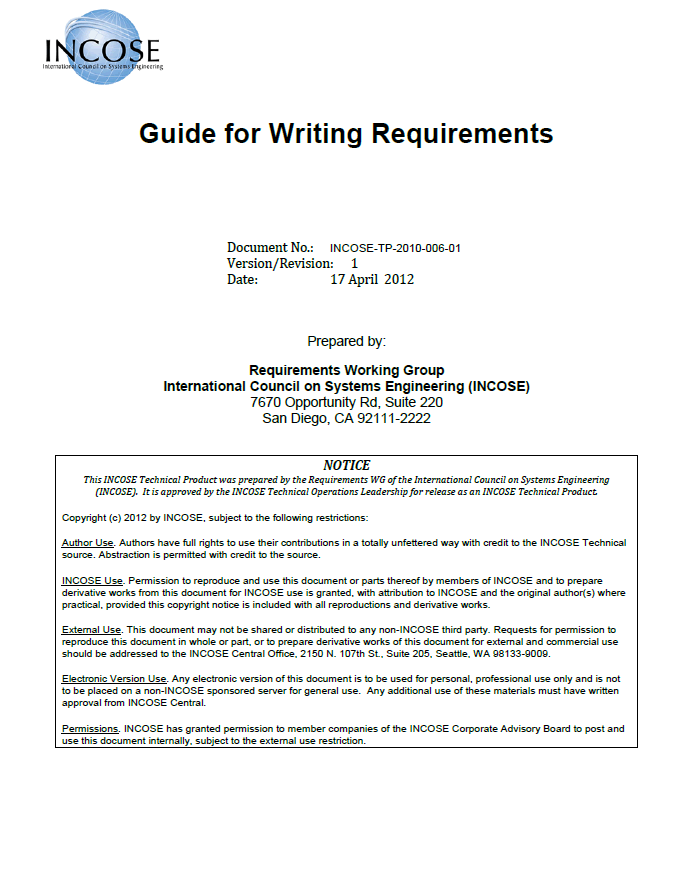 INCOSE
International Council on Systems Engineering
Guide for Writing Requirements
Document No.: INCOSE-TP-2010-006-01
Version/Revision: 1
Date: 17 April 2012
Prepared by:
Requirements Working Group
International Council on Systems Engineering (INCOSE)
7670 Opportunity Rd, Suite 220
San Diego, CA 92111-2222
NOTICE
This INCOSE Technical Product was prepared by the Requirements WG of the International Council on Systems Engineering
(INCOSE). It is approved by the INCOSE Technical Operations Leadership for release as an INCOSE Technical Product.
Copyright (c) 2012 by INCOSE, subject to the following restrictions:
Author Use. Authors have full rights to use their contributions in a totally unfettered way with credit to the INCOSE Technical
source. Abstraction is permitted with credit to the source.
INCOSE Use. Permission to reproduce and use this document or parts thereof by members of INCOSE and to prepare
derivative works from this document for INCOSE use is granted, with attribution to INCOSE and the original author(s) where
practical, provided this copyright notice is included with all reproductions and derivative works.
External Use. This document may not be shared or distributed to any non-INCOSE third party. Requests for permission to
reproduce this document in whole or part, or to prepare derivative works of this document for external and commercial use
should be addressed to the INCOSE Central Office, 2150 N. 107th St., Suite 205, Seattle, WA 98133-9009.
Electronic Version Use. Any electronic version of this document is to be used for personal, professional use only and is not
to be placed on a non-INCOSE sponsored server for general use. Any additional use of these materials must have written
approval from INCOSE Central.
Permissions. INCOSE has granted permission to member companies of the INCOSE Corporate Advisory Board to post and
use this document internally, subject to the external use restriction.